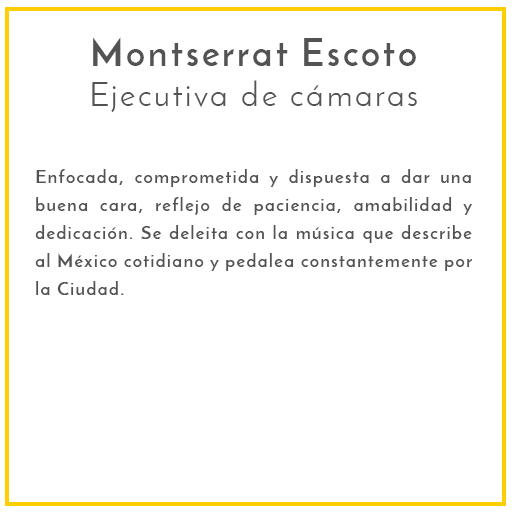 Montserrat Escoto
Ejecutiva de cámaras
Enfocada, comprometida y dispuesta a dar una
buena cara, reflejo de paciencia, amabilidad y
dedicación. Se deleita con la música que describe
al México cotidiano y pedalea constantemente por
la Ciudad.